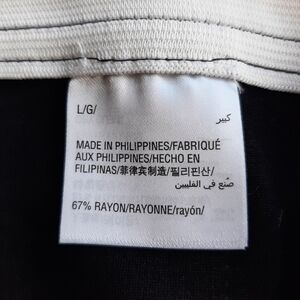 L/G/ كبير
MADE IN PHILIPPINES/FABRIQUÉ
AUX PHILIPPINES/HECHO EN
FILIPINAS/菲律宾制造/필리핀산/
صُنع في الفلبين
67% RAYON/RAYONNE/rayón/